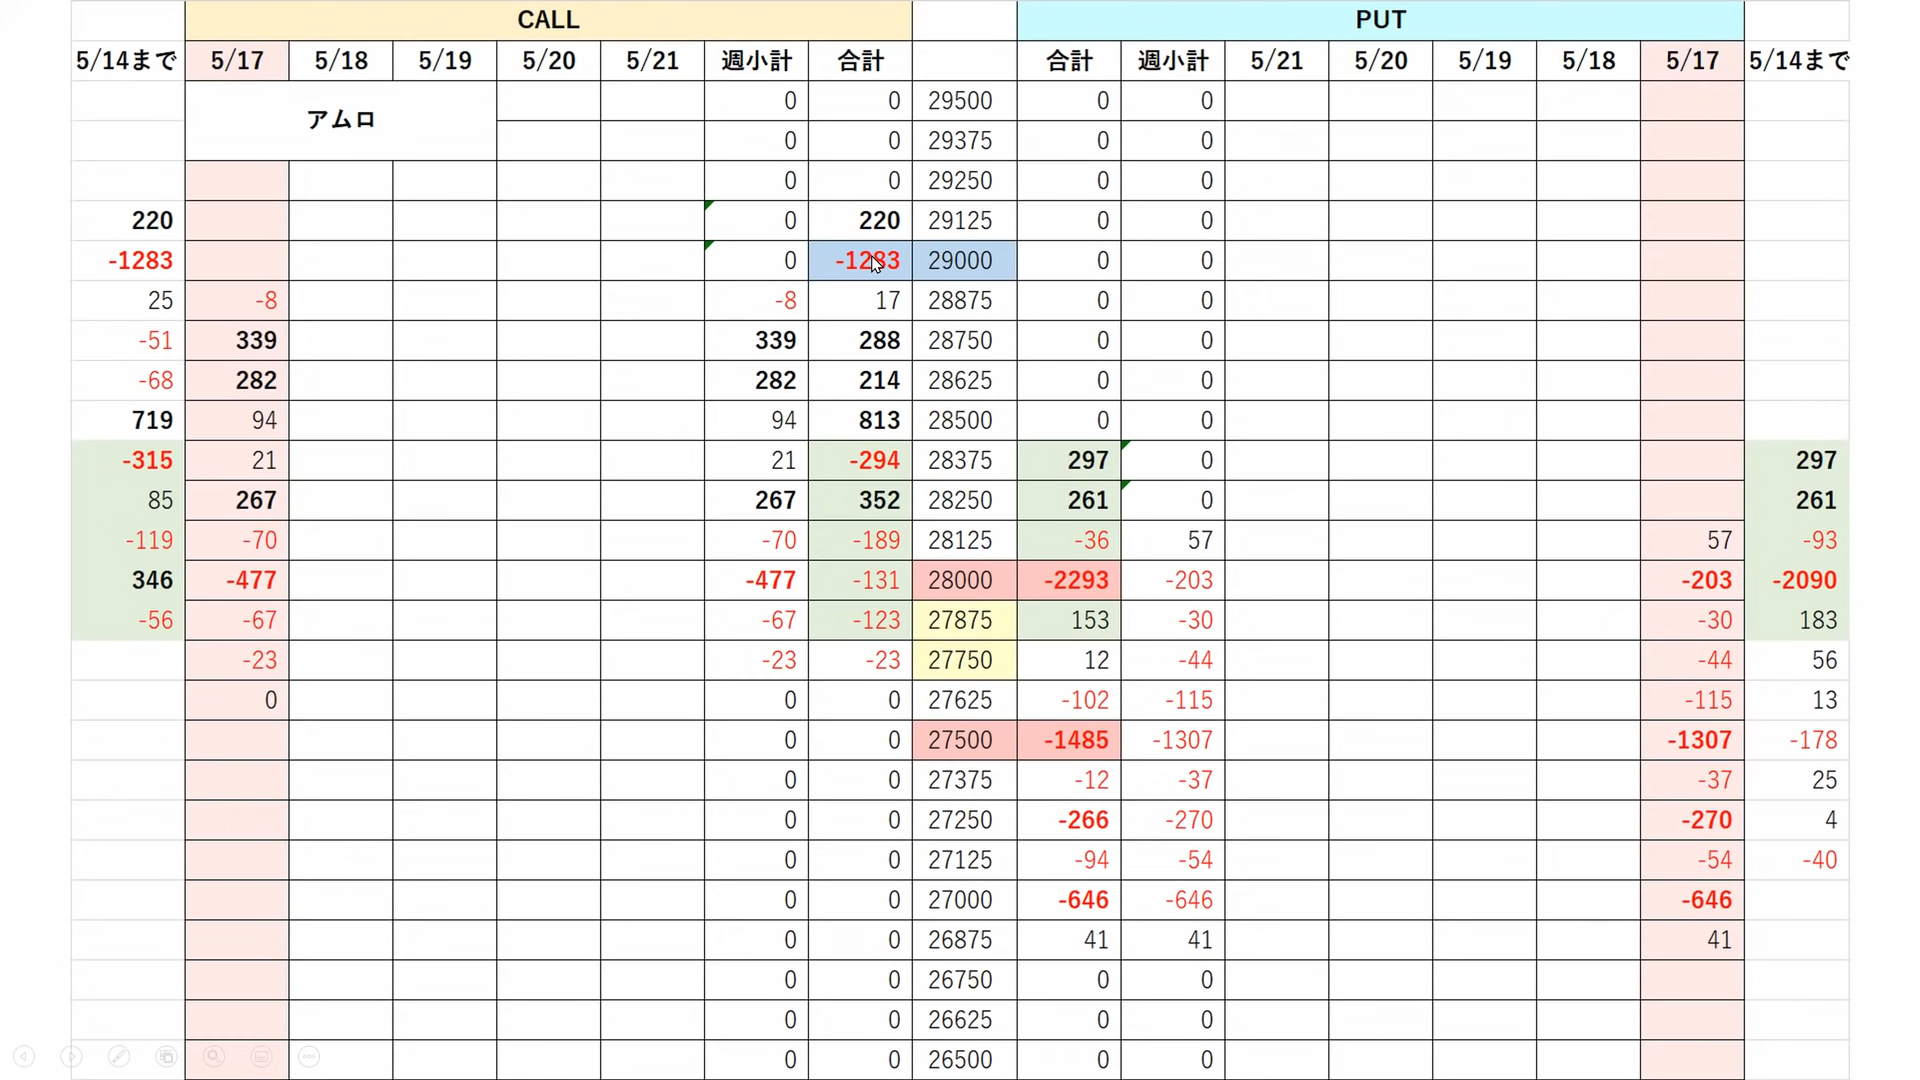 CALL PUT
5/14まで 5/17 5/18 5/19 5/20 5/21 週小計 合計 合計 週小計 5/21 5/20 5/19 5/18 5/17 5/14まで
アムロ
0 0 29500 0 0
0 0 29375 0 0
0 0 29250 0 0
220 0 220 29125 0 0
-1283 0 -1283 29000 0 0
25 -8 -8 17 28875 0 0
-51 339 339 288 28750 0 0
-68 282 282 214 28625 0 0
719 94 94 813 28500 0 0
-315 21 21 -294 28375 297 0 297
85 267 267 352 28250 261 0 261
-119 -70 -70 -189 28125 -36 57 57 -93
346 -477 -477 -131 28000 -2293 -203 -203 -2090
-56 -67 -67 -123 27875 153 -30 -30 183
-23 -23 -23 27750 12 -44 -44 56
0 0 0 27625 -102 -115 -115 13
0 0 27500 -1485 -1307 -1307 -178
0 0 27375 -12 -37 -37 25
0 0 27250 -266 -270 -270 4
0 0 27125 -94 -54 -54 -40
0 0 27000 -646 -646 -646
0 0 26875 41 41 41
0 0 26750 0 0
0 0 26625 0 0
0 0 26500 0 0